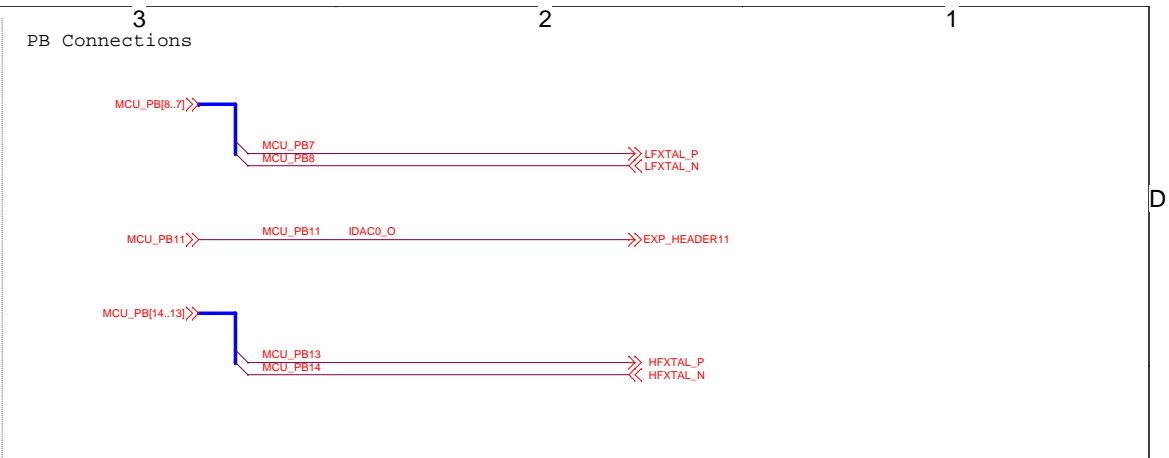 3 2 1
PB Connections
MCU_PB[8..7]
MCU_PB7 LFXTAL_P
MCU_PB8 LFXTAL_N
D
MCU_PB11 MCU_PB11 IDAC0_O EXP_HEADER11
MCU_PB[14..13]
MCU_PB13 HFXTAL_P
MCU_PB14 HFXTAL_N